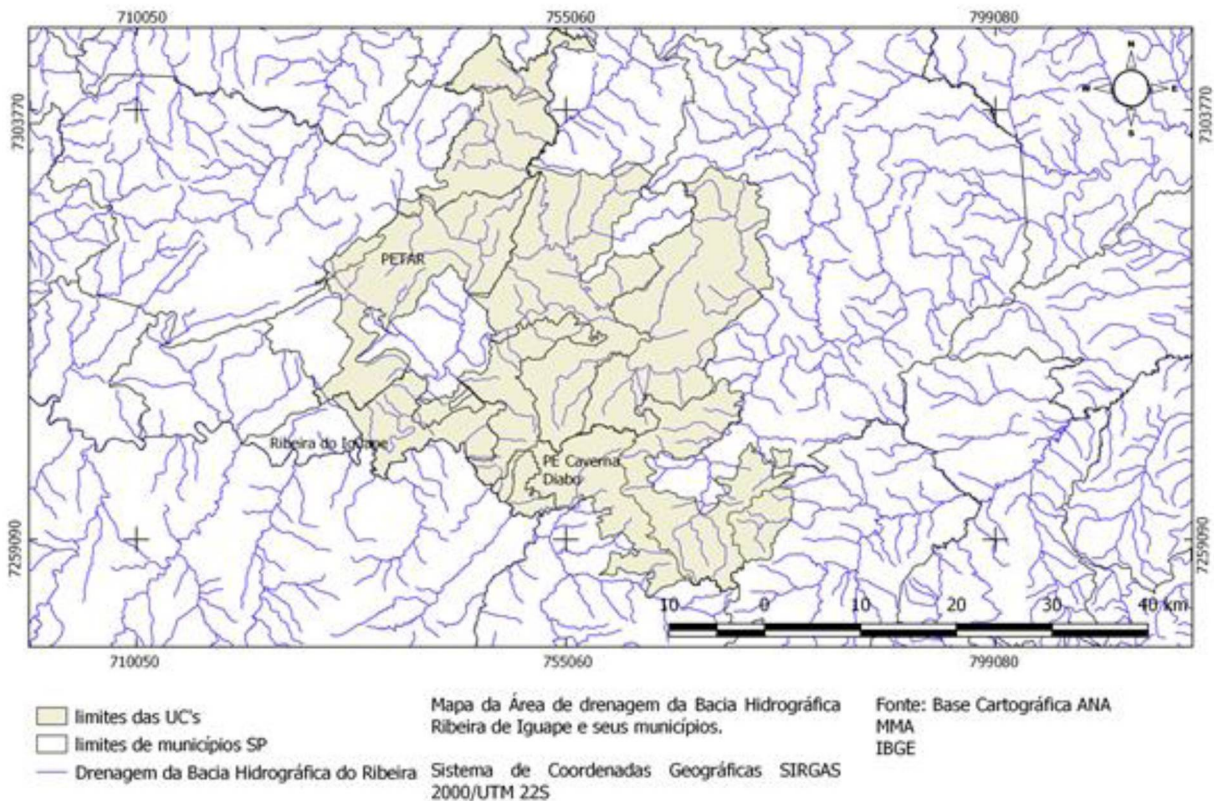 710050 755060 799080
N
W E
S
7303770 7303770
PETAR
Ribeira do Iguape
PE Caverna
Diabo
7259090 7259090
10 0 10 20 30 40 km
710050 755060 799080
limites das UC's
limites de municípios SP
Drenagem da Bacia Hidrográfica do Ribeira
Mapa da Área de drenagem da Bacia Hidrográfica
Ribeira de Iguape e seus municípios.
Sistema de Coordenadas Geográficas SIRGAS
2000/UTM 22S
Fonte: Base Cartográfica ANA
MMA
IBGE